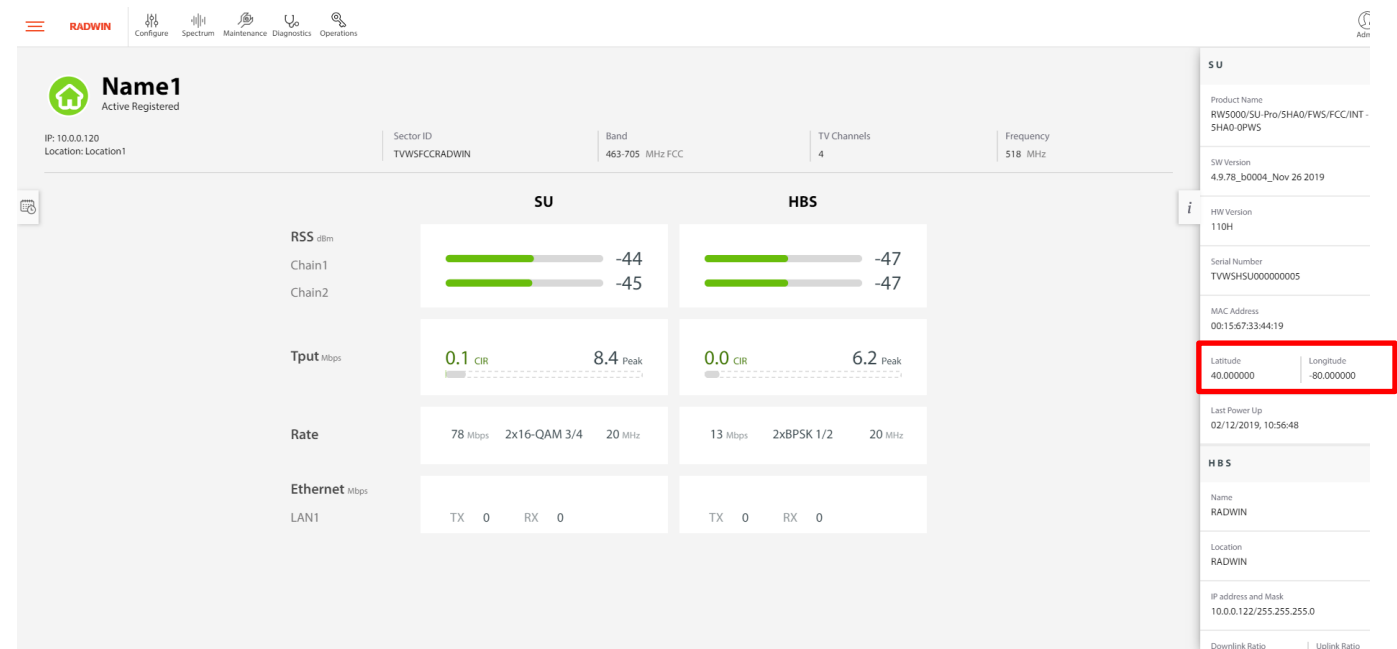 RADWIN
Configure Spectrum Maintenance Diagnostics Operations
Name1
Active Registered
IP: 10.0.0.120
Location: Location1
Sector ID
TVWSFCCRADWIN
Band
463-705 MHz FCC
TV Channels
4
Frequency
518 MHz
SU HBS
RSS dBm
Chain1 -44 -47
Chain2 -45 -47
Tput Mbps 0.1 CIR 8.4 Peak 0.0 CIR 6.2 Peak
Rate 78 Mbps 2x16-QAM 3/4 20 MHz 13 Mbps 2xBPSK 1/2 20 MHz
Ethernet Mbps
LAN1 TX 0 RX 0 TX 0 RX 0
i
SU
Product Name
RW5000/SU-Pro/5HA0/FWS/FCC/INT -
5HA0-0PWS
SW Version
4.9.78_b0004_Nov 26 2019
HW Version
110H
Serial Number
TVWSHSU000000005
MAC Address
00:15:67:33:44:19
Latitude Longitude
40.000000 -80.000000
Last Power Up
02/12/2019, 10:56:48
HBS
Name
RADWIN
Location
RADWIN
IP address and Mask
10.0.0.122/255.255.255.0
Downlink Ratio Uplink Ratio